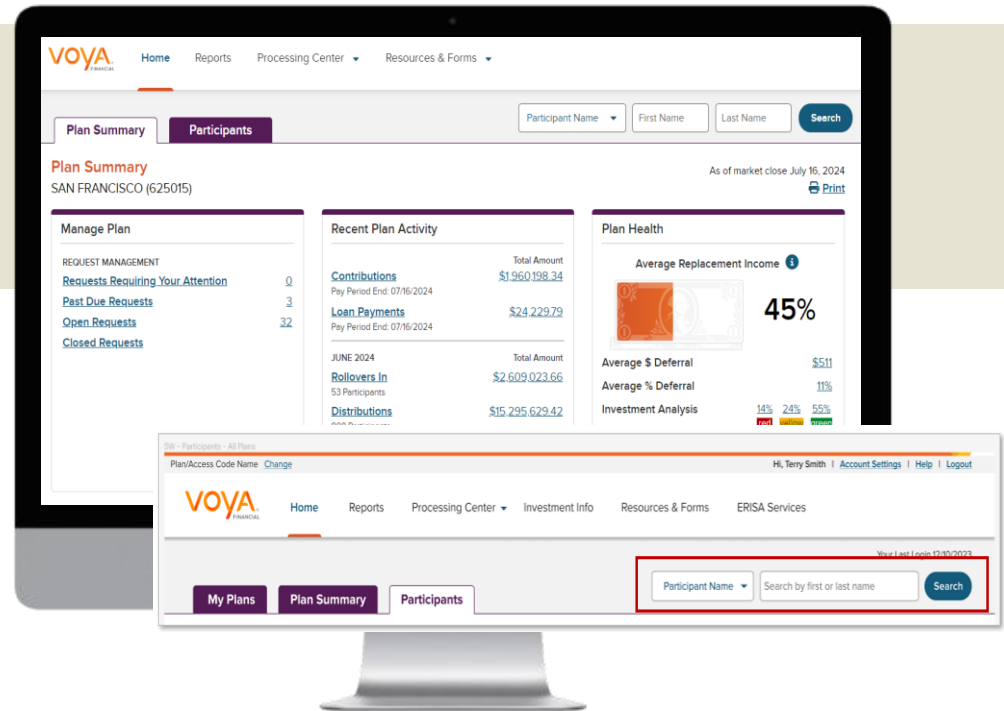 VOYA FINANCIAL
Home Reports Processing Center Resources & Forms
Plan Summary Participants Participant Name First Name Last Name Search
Plan Summary
As of market close July 16, 2024
SAN FRANCISCO (625015)
Print
Manage Plan
REQUEST MANAGEMENT
Requests Requiring Your Attention 0
Past Due Requests 3
Open Requests 32
Closed Requests
Recent Plan Activity
Total Amount
Contributions $1,960,198.34
Pay Period End: 07/16/2024
Loan Payments $24,229.79
Pay Period End: 07/16/2024
JUNE 2024 Total Amount
Rollovers In $2,609,023.66
53 Participants
Distributions $15,295,629.42
Plan Health
Average Replacement Income
45%
Average $ Deferral $511
Average % Deferral 11%
Investment Analysis 14% 24% 55%
red yellow green
SW - Participants - All Plans
Plan/Access Code Name Change
Hi, Terry Smith | Account Settings | Help | Logout
VOYA FINANCIAL
Home Reports Processing Center Investment Info Resources & Forms ERISA Services
Your Last Login 12/10/2023
My Plans Plan Summary Participants
Participant Name Search by first or last name Search